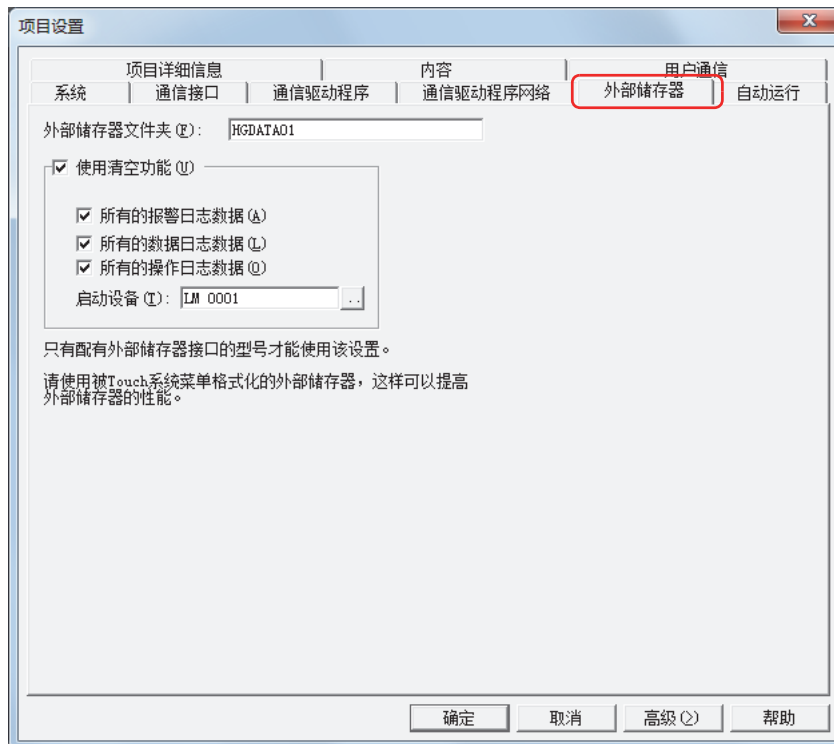 项目设置
项目详细信息 内容 用户通信
系统 通信接口 通信驱动程序 通信驱动程序网络 外部储存器 自动运行
外部储存器文件夹(F): HGDATA01
使用清空功能(U)
所有的报警日志数据(A)
所有的数据日志数据(L)
所有的操作日志数据(O)
启动设备(T): LM 0001 ..
只有配有外部储存器接口的型号才能使用该设置。
请使用被Touch系统菜单格式化的外部储存器，这样可以提高
外部储存器的性能。
确定 取消 高级(>) 帮助